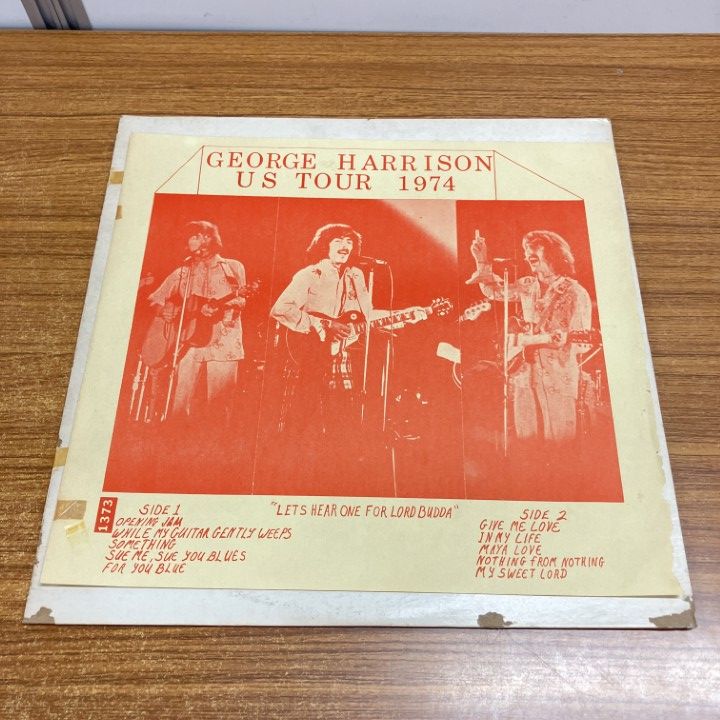 GEORGE HARRISON
US TOUR 1974
1373
SIDE 1
OPENING JAM
WHILE MY GUITAR GENTLY WEEPS
SOMETHING
SUE ME, SUE YOU BLUES
FOR YOU BLUE
"LETS HEAR ONE FOR LORD BUDDA"
SIDE 2
GIVE ME LOVE
IN MY LIFE
MAYA LOVE
NOTHING FROM NOTHING
MY SWEET LORD